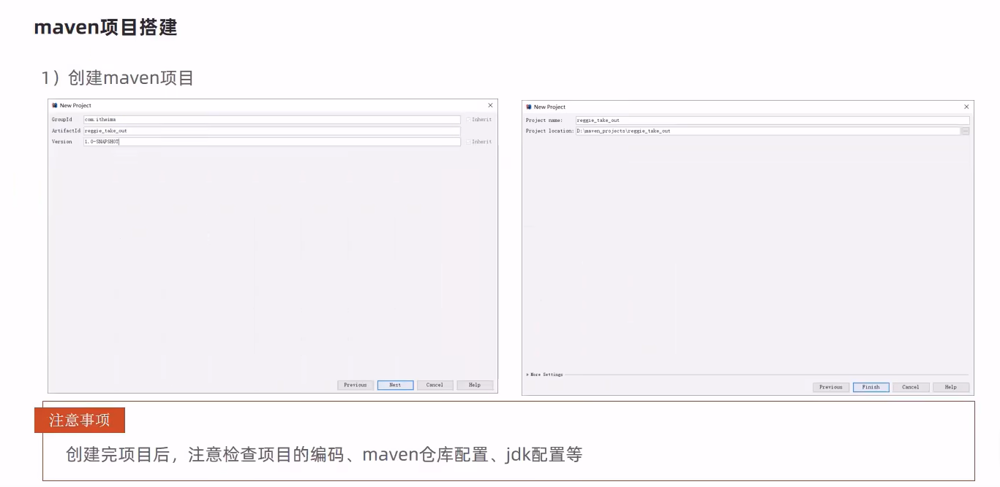 maven项目搭建
1）创建maven项目
New Project
GroupId com.itheima Inherit
ArtifactId reggie_take_out
Version 1.0-SNAPSHOT Inherit
Previous Next Cancel Help
New Project
Project name: reggie_take_out
Project location: D:\maven_projects\reggie_take_out ...
More Settings
Previous Finish Cancel Help
注意事项
创建完项目后，注意检查项目的编码、maven仓库配置、jdk配置等